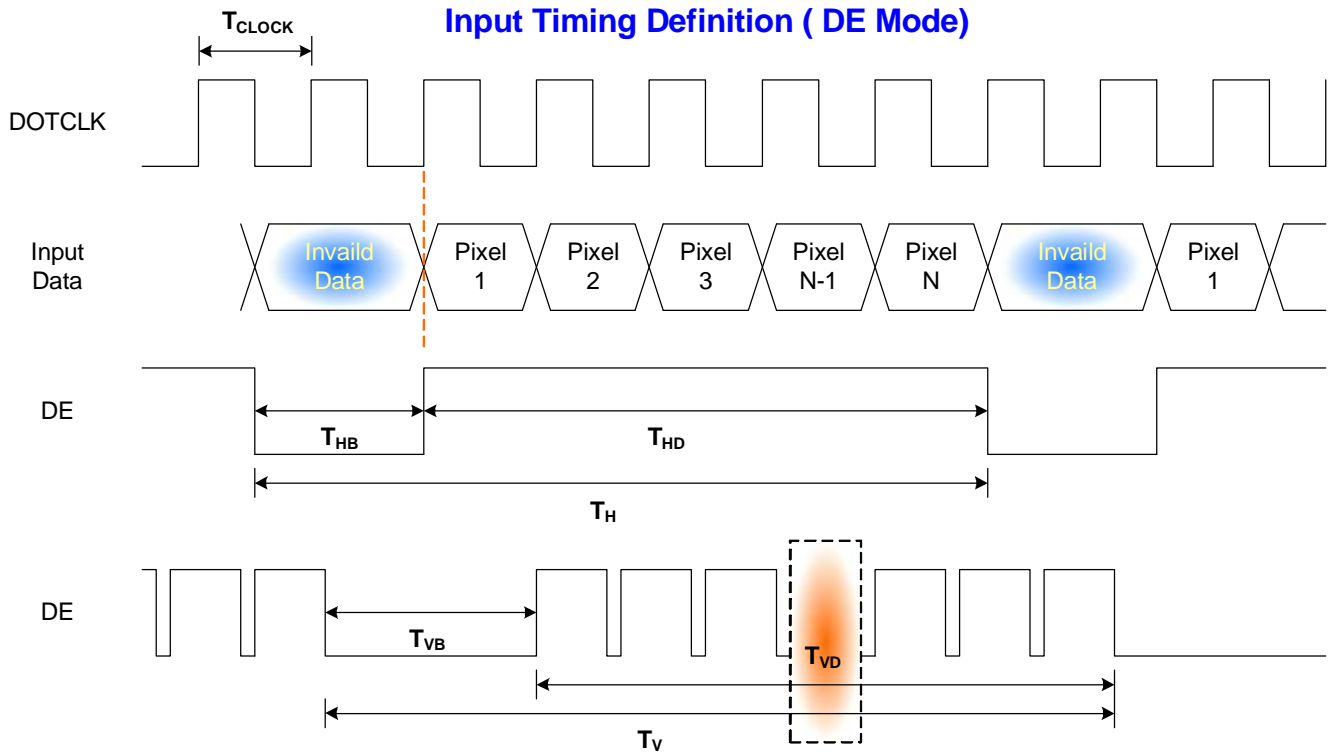 Input Timing Definition ( DE Mode)
TCLOCK
DOTCLK
Input
Data
Invaild
Data
Pixel
1
Pixel
2
Pixel
3
Pixel
N-1
Pixel
N
Invaild
Data
Pixel
1
DE
THB
THD
TH
DE
TVB
TVD
TV